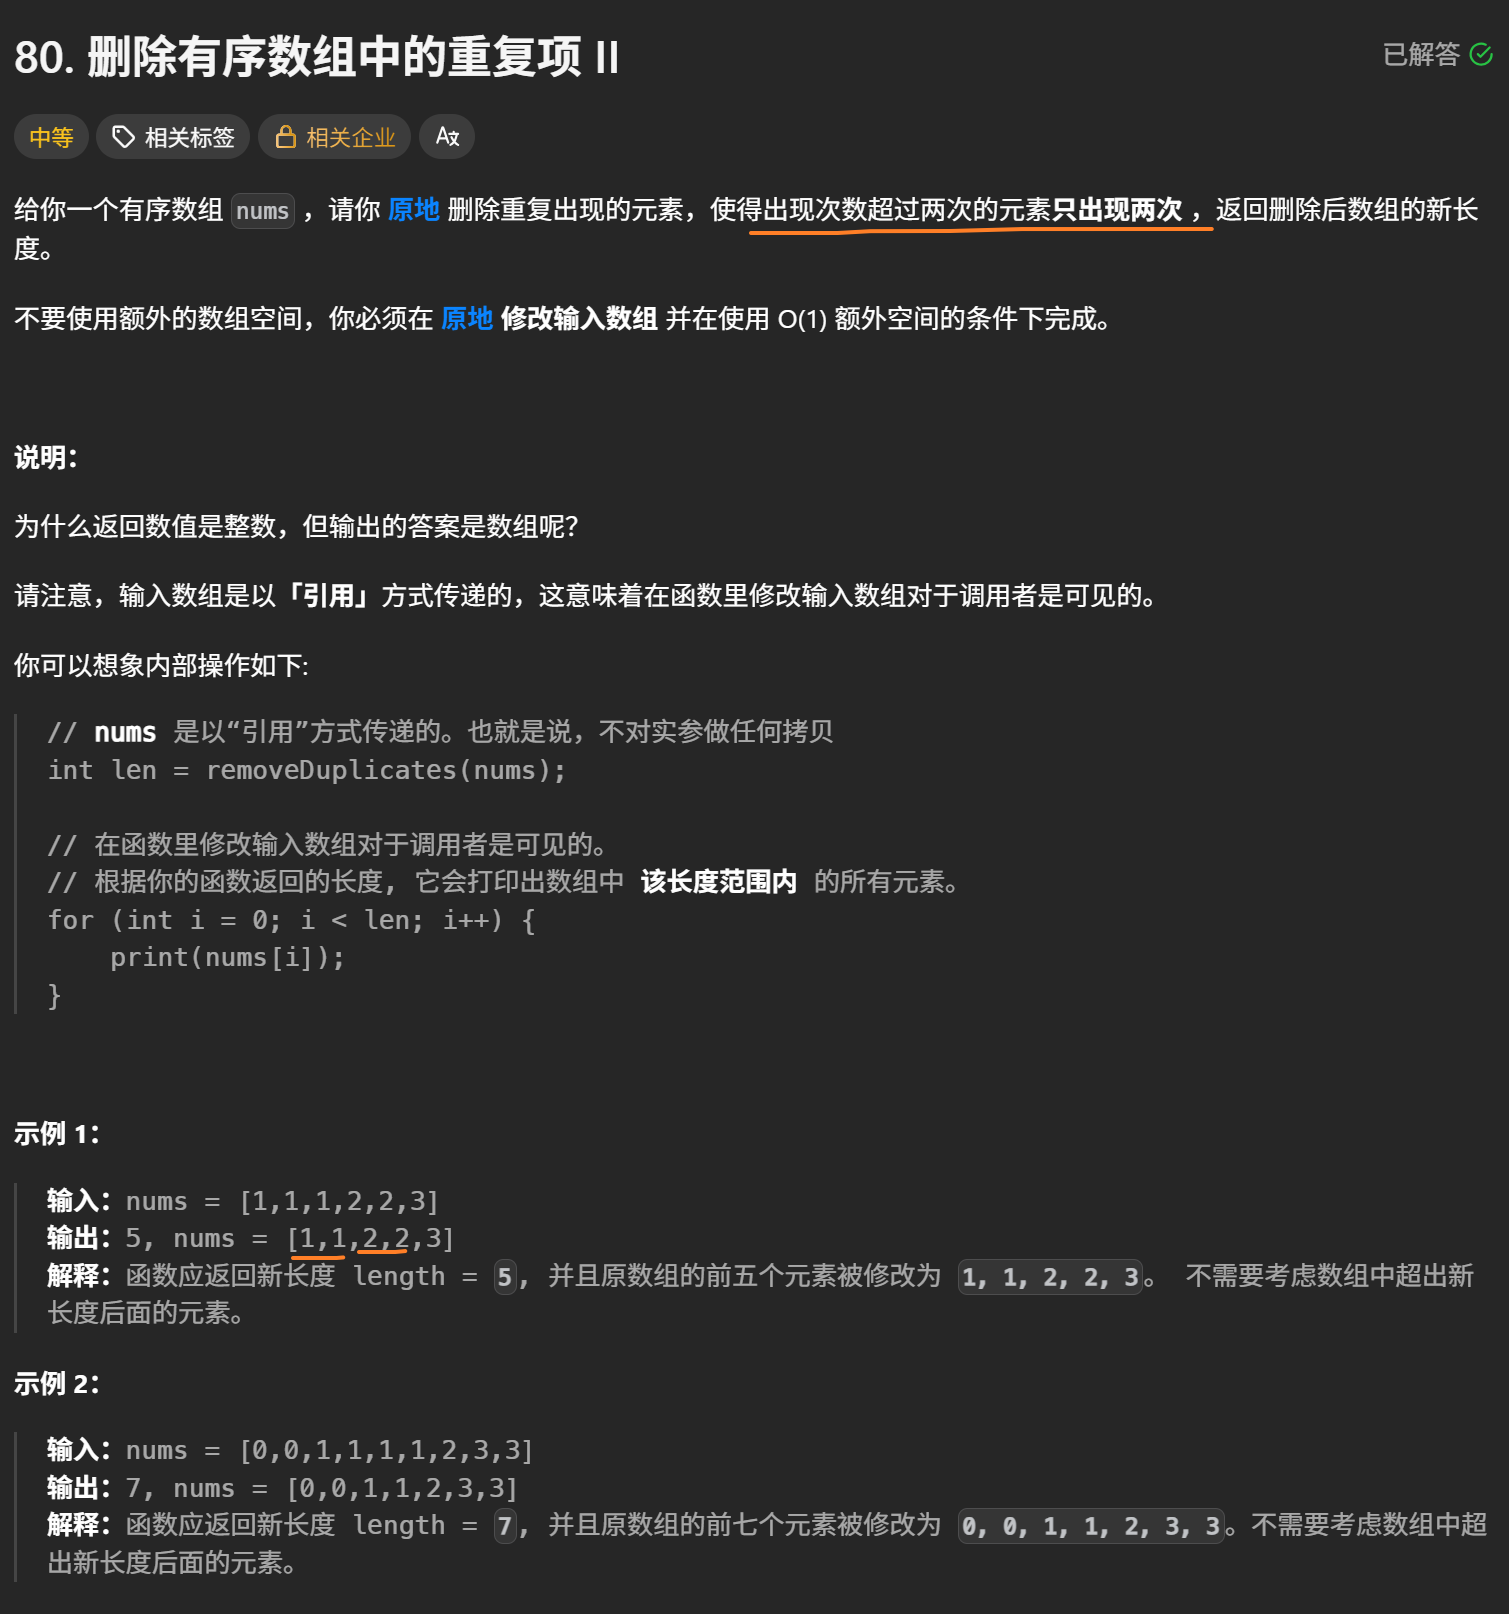 80. 删除有序数组中的重复项 II
已解答
中等
相关标签
相关企业
给你一个有序数组 nums ，请你 原地 删除重复出现的元素，使得出现次数超过两次的元素只出现两次 ，返回删除后数组的新长
度。
不要使用额外的数组空间，你必须在 原地 修改输入数组 并在使用 O(1) 额外空间的条件下完成。
说明：
为什么返回数值是整数，但输出的答案是数组呢？
请注意，输入数组是以「引用」方式传递的，这意味着在函数里修改输入数组对于调用者是可见的。
你可以想象内部操作如下:
// nums 是以“引用”方式传递的。也就是说，不对实参做任何拷贝
int len = removeDuplicates(nums);
// 在函数里修改输入数组对于调用者是可见的。
// 根据你的函数返回的长度, 它会打印出数组中 该长度范围内 的所有元素。
for (int i = 0; i < len; i++) {
    print(nums[i]);
}
示例 1：
输入：nums = [1,1,1,2,2,3]
输出：5, nums = [1,1,2,2,3]
解释：函数应返回新长度 length = 5, 并且原数组的前五个元素被修改为 1, 1, 2, 2, 3。 不需要考虑数组中超出新
长度后面的元素。
示例 2：
输入：nums = [0,0,1,1,1,1,2,3,3]
输出：7, nums = [0,0,1,1,2,3,3]
解释：函数应返回新长度 length = 7, 并且原数组的前七个元素被修改为 0, 0, 1, 1, 2, 3, 3。不需要考虑数组中超
出新长度后面的元素。